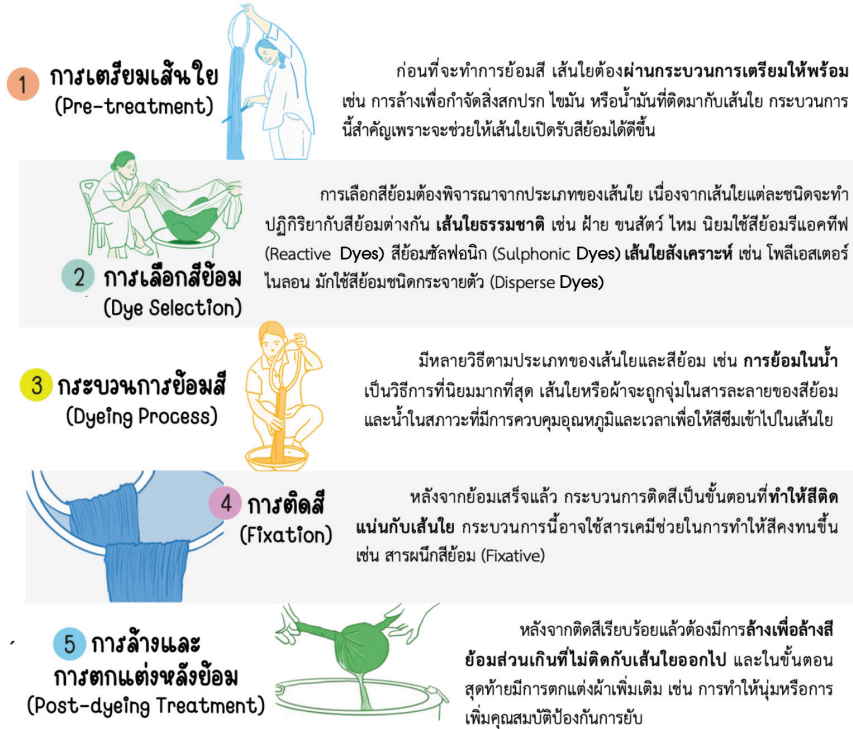 1 การเตรียมเส้นใย
(Pre-treatment)
ก่อนที่จะทำการย้อมสี เส้นใยต้องผ่านกระบวนการเตรียมให้พร้อม
เช่น การล้างเพื่อกำจัดสิ่งสกปรก ไขมัน หรือน้ำมันที่ติดมากับเส้นใย กระบวนการ
นี้สำคัญเพราะจะช่วยให้เส้นใยเปิดรับสีย้อมได้ดีขึ้น
2 การเลือกสีย้อม
(Dye Selection)
การเลือกสีย้อมต้องพิจารณาจากประเภทของเส้นใย เนื่องจากเส้นใยแต่ละชนิดจะทำ
ปฏิกิริยากับสีย้อมต่างกัน เส้นใยธรรมชาติ เช่น ฝ้าย ขนสัตว์ ไหม นิยมใช้สีย้อมรีแอคทีฟ
(Reactive Dyes) สีย้อมซัลฟอนิก (Sulphonic Dyes) เส้นใยสังเคราะห์ เช่น โพลีเอสเตอร์
ไนลอน มักใช้สีย้อมชนิดกระจายตัว (Disperse Dyes)
3 กระบวนการย้อมสี
(Dyeing Process)
มีหลายวิธีตามประเภทของเส้นใยและสีย้อม เช่น การย้อมในน้ำ
เป็นวิธีการที่นิยมมากที่สุด เส้นใยหรือผ้าจะถูกจุ่มในสารละลายของสีย้อม
และน้ำในสภาวะที่มีการควบคุมอุณหภูมิและเวลาเพื่อให้สีซึมเข้าไปในเส้นใย
4 การติดสี
(Fixation)
หลังจากย้อมเสร็จแล้ว กระบวนการติดสีเป็นขั้นตอนที่ทำให้สีติด
แน่นกับเส้นใย กระบวนการนี้อาจใช้สารเคมีช่วยในการทำให้สีคงทนขึ้น
เช่น สารผนึกสีย้อม (Fixative)
5 การล้างและ
การตกแต่งหลังย้อม
(Post-dyeing Treatment)
หลังจากติดสีเรียบร้อยแล้วต้องมีการล้างเพื่อล้างสี
ย้อมส่วนเกินที่ไม่ติดกับเส้นใยออกไป และในขั้นตอน
สุดท้ายมีการตกแต่งผ้าเพิ่มเติม เช่น การทำให้นุ่มหรือการ
เพิ่มคุณสมบัติป้องกันการยับ